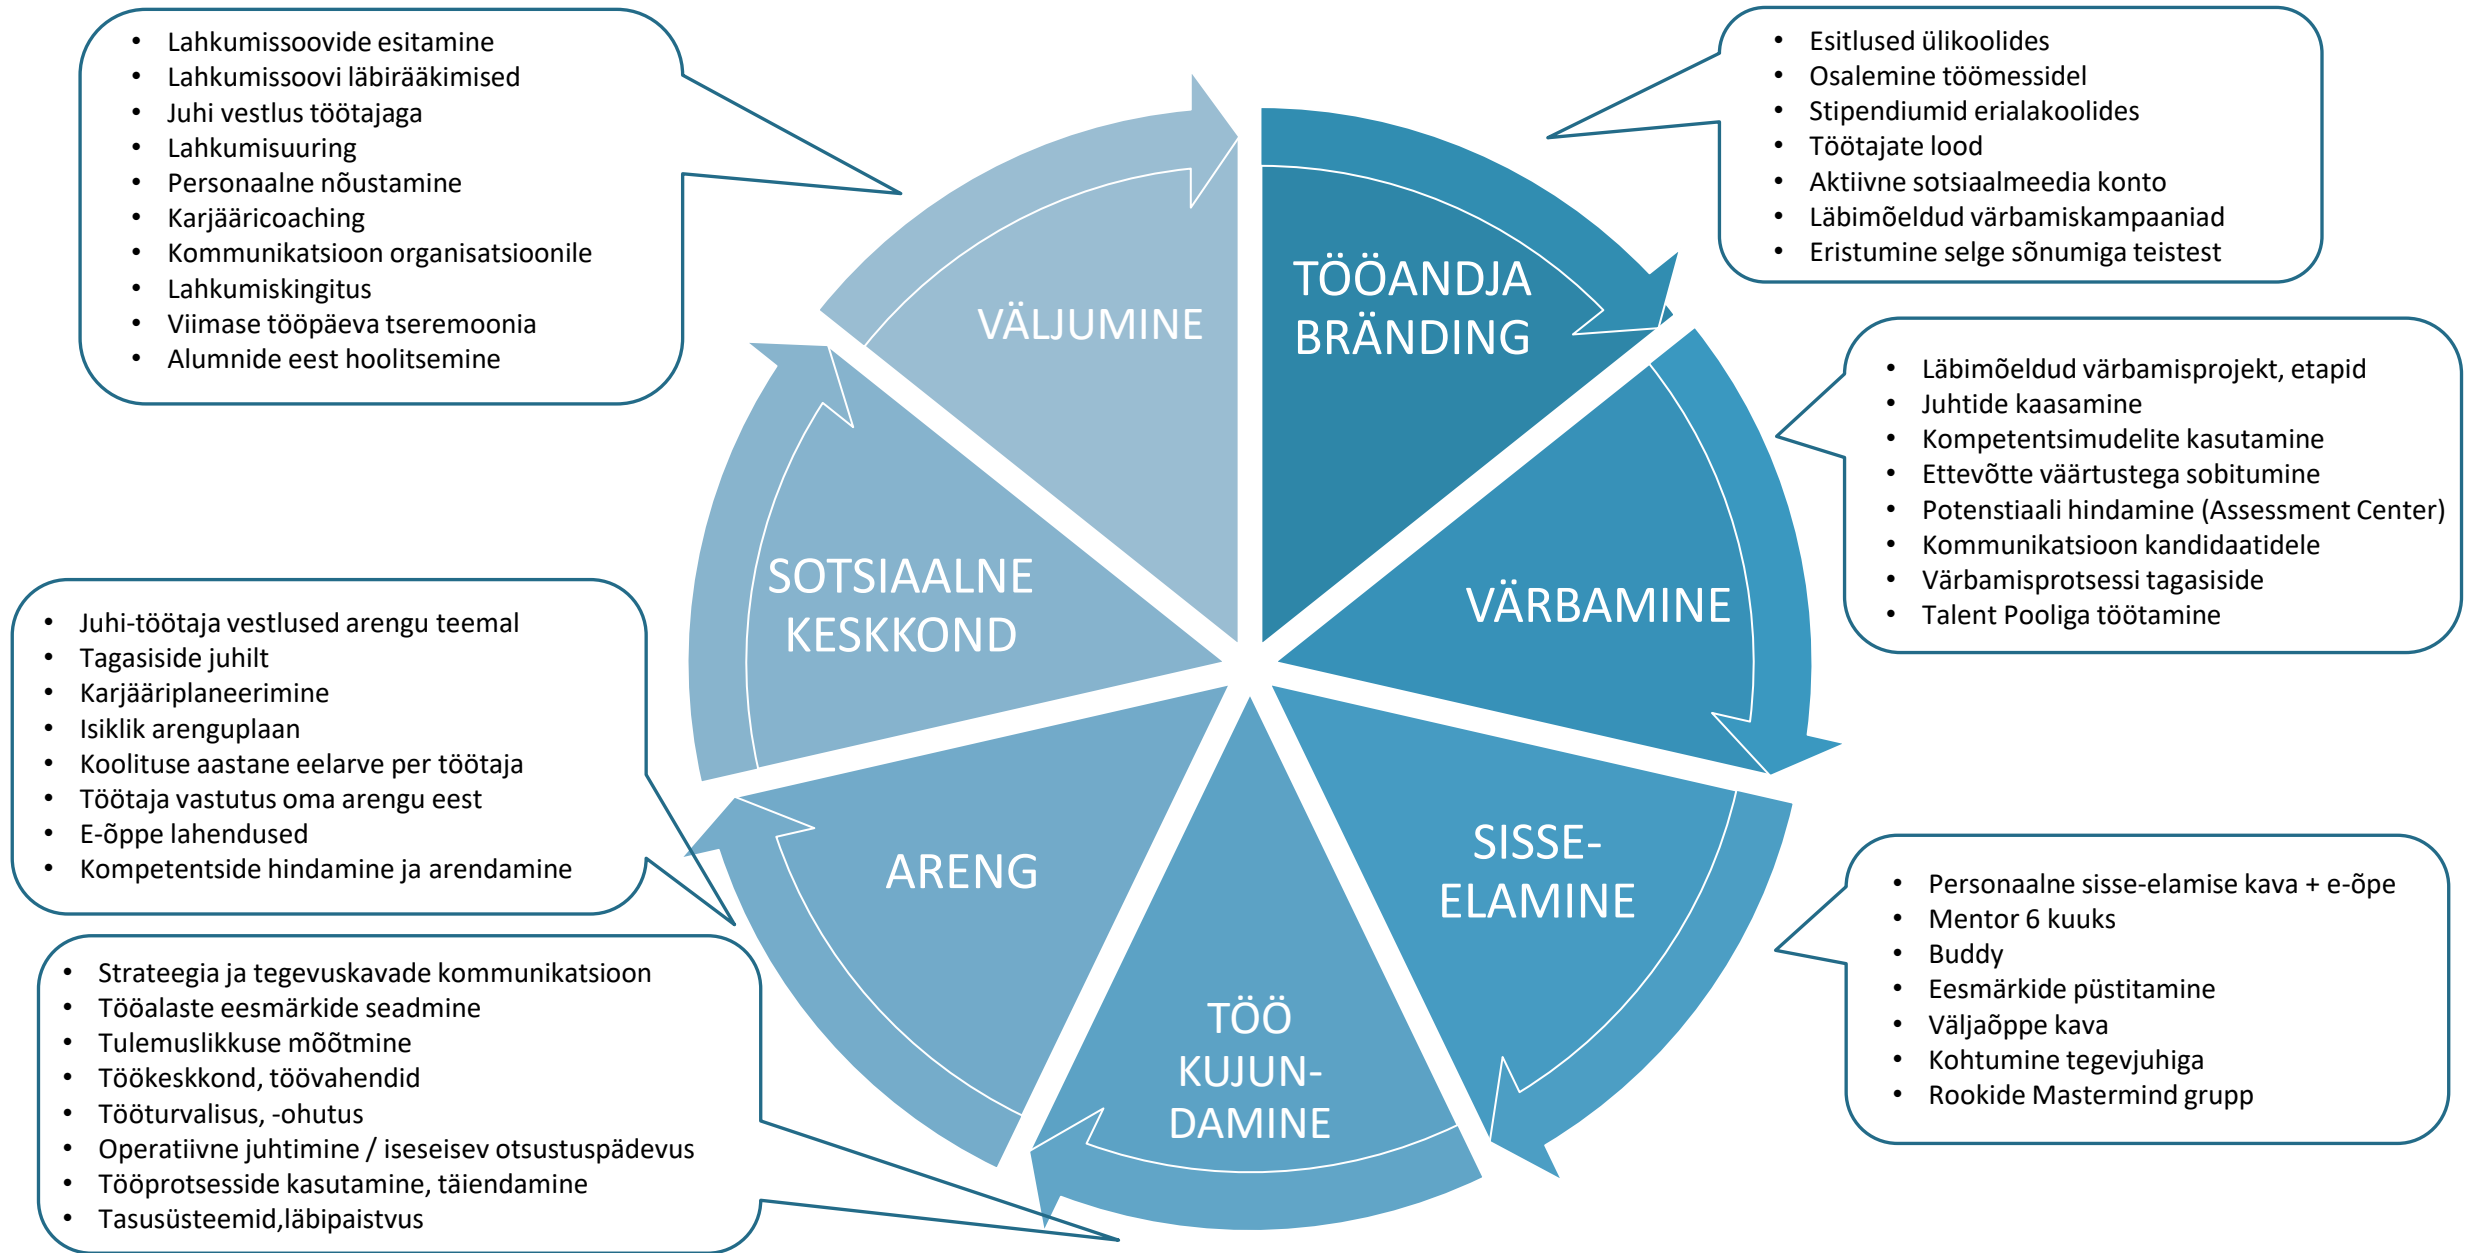 • Lahkumissoovide esitamine
• Lahkumissoovi läbirääkimised
• Juhi vestlus töötajaga
• Lahkumisuuring
• Personaalne nõustamine
• Karjääricoaching
• Kommunikatsioon organisatsioonile
• Lahkumiskingitus
• Viimase tööpäeva tseremoonia
• Alumnide eest hoolitsemine
• Esitlused ülikoolides
• Osalemine töömessidel
• Stipendiumid erialakoolides
• Töötajate lood
• Aktiivne sotsiaalmeedia konto
• Läbimõeldud värbamiskampaaniad
• Eristumine selge sõnumiga teistest
TÖÖANDJA
BRÄNDING
VÄLJUMINE
• Läbimõeldud värbamisprojekt, etapid
• Juhtide kaasamine
• Kompetentsimudelite kasutamine
• Ettevõtte väärtustega sobitumine
• Potenstiaali hindamine (Assessment Center)
• Kommunikatsioon kandidaatidele
• Värbamisprotsessi tagasiside
• Talent Pooliga töötamine
VÄRBAMINE
SOTSIAALNE
KESKKOND
• Juhi-töötaja vestlused arengu teemal
• Tagasiside juhilt
• Karjääriplaneerimine
• Isiklik arenguplaan
• Koolituse aastane eelarve per töötaja
• Töötaja vastutus oma arengu eest
• E-õppe lahendused
• Kompetentside hindamine ja arendamine
ARENG
SISSE-
ELAMINE
• Personaalne sisse-elamise kava + e-õpe
• Mentor 6 kuuks
• Buddy
• Eesmärkide püstitamine
• Väljaõppe kava
• Kohtumine tegevjuhiga
• Rookide Mastermind grupp
• Strateegia ja tegevuskavade kommunikatsioon
• Tööalaste eesmärkide seadmine
• Tulemuslikkuse mõõtmine
• Töökeskkond, töövahendid
• Tööturvalisus, -ohutus
• Operatiivne juhtimine / iseseisev otsustuspädevus
• Tööprotsesside kasutamine, täiendamine
• Tasusüsteemid,läbipaistvus
TÖÖ
KUJUN-
DAMINE